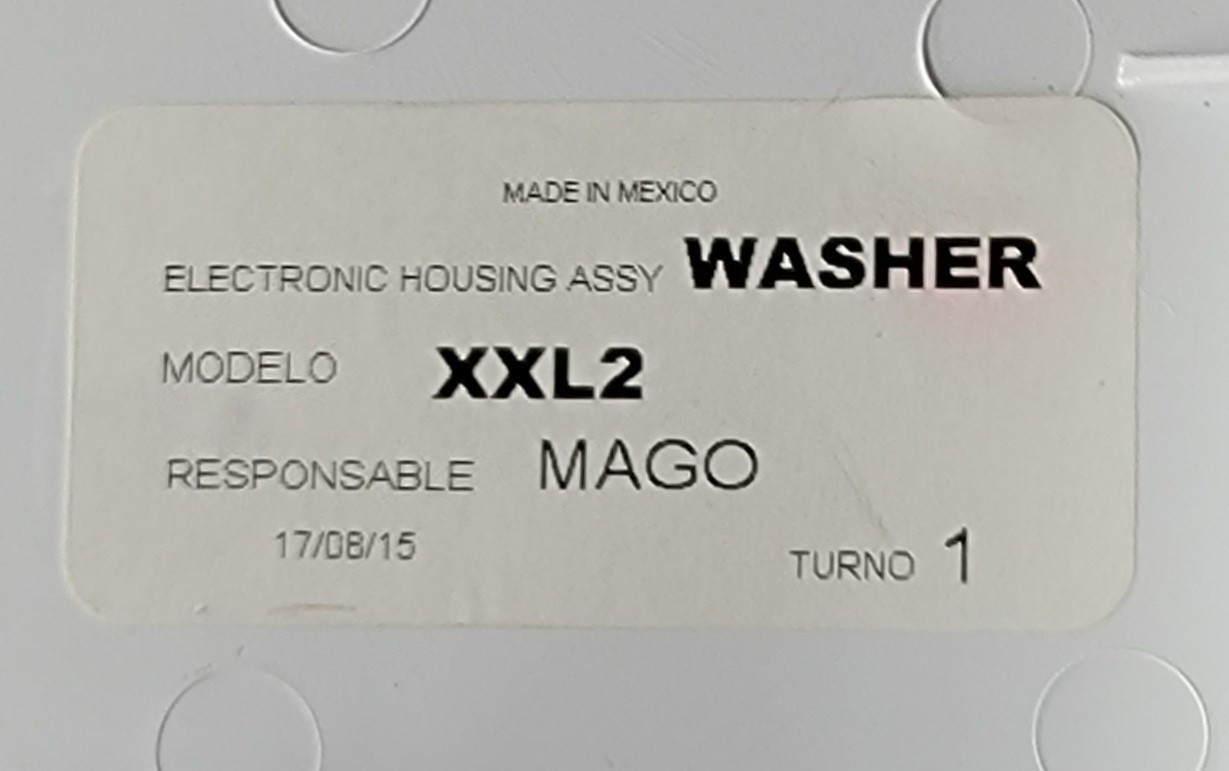 MADE IN MEXICO
ELECTRONIC HOUSING ASSY WASHER
MODELO XXL2
RESPONSABLE MAGO
17/08/15
TURNO 1